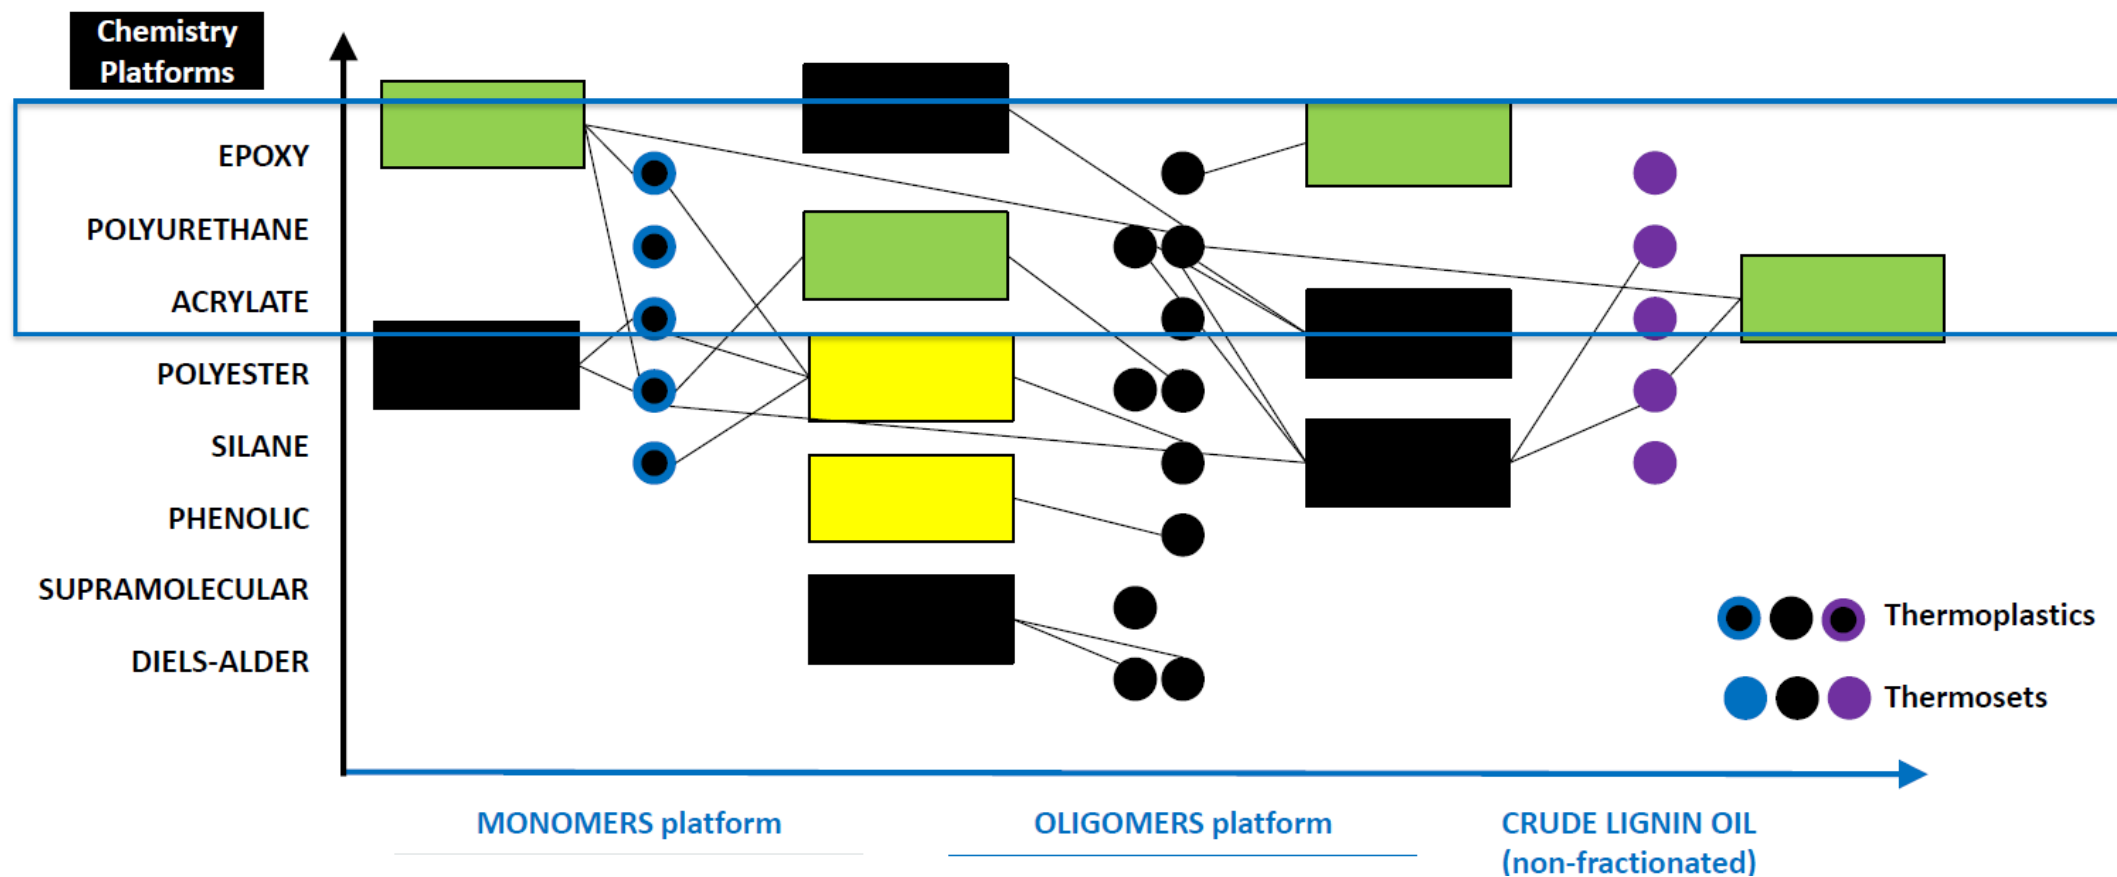 Chemistry
Platforms
EPOXY
POLYURETHANE
ACRYLATE
POLYESTER
SILANE
PHENOLIC
SUPRAMOLECULAR
DIELS-ALDER
Thermoplastics
Thermosets
MONOMERS platform
OLIGOMERS platform
CRUDE LIGNIN OIL
(non-fractionated)